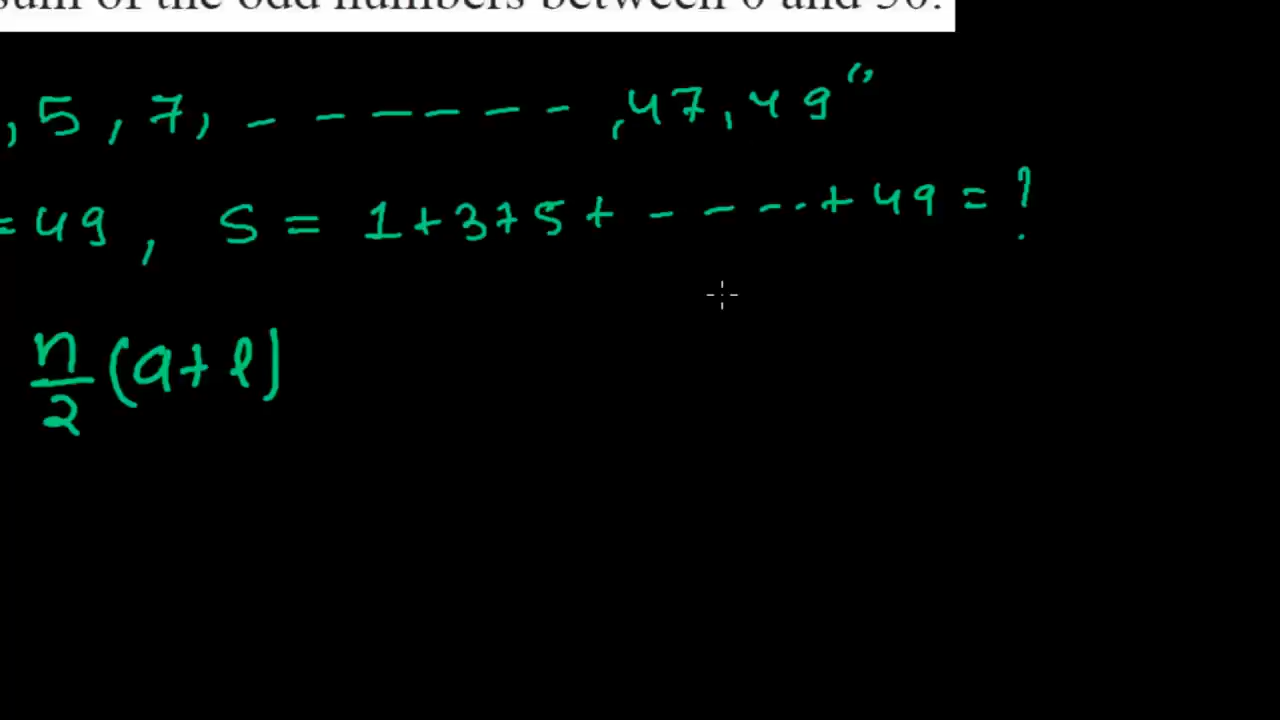 sum of the odd numbers between 0 and 50.
, 5 , 7, - - - - - - - , 47, 49"
= 49 , S = 1+3+5+ - - - .. + 49 = ?
n/2 (a+l)